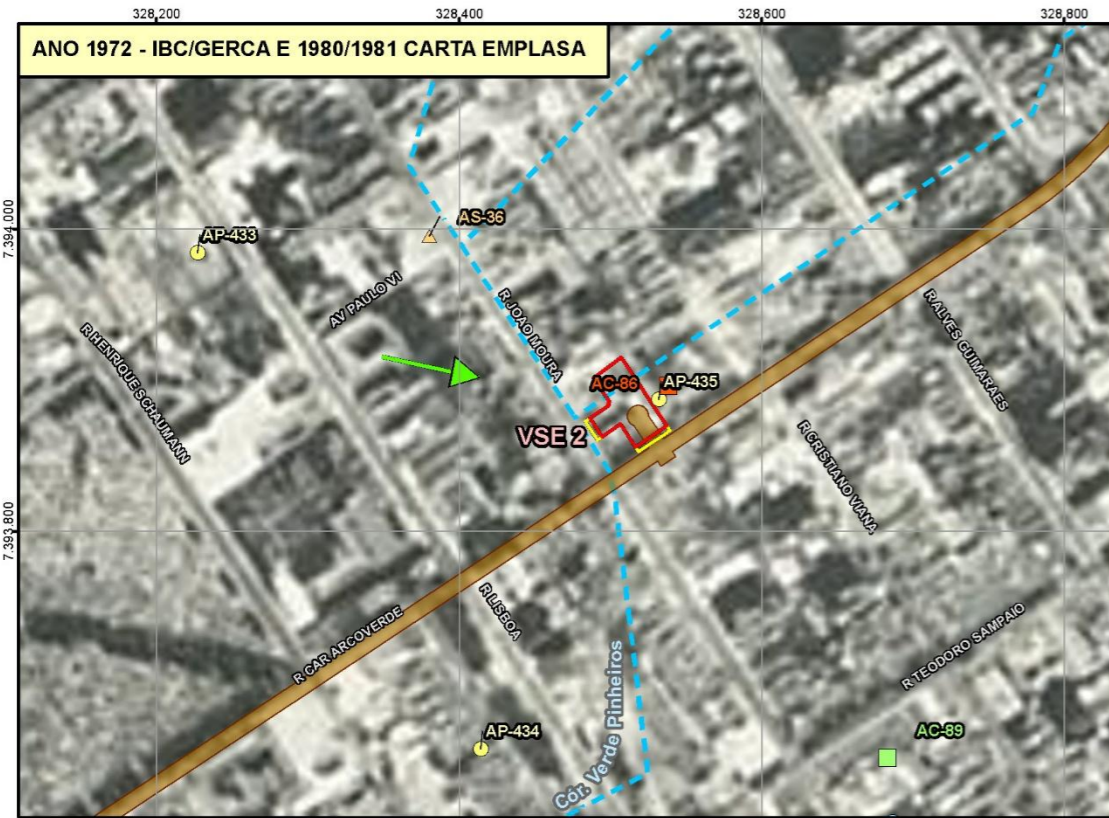 328,200
328,400
328,600
328,800
ANO 1972 - IBC/GERCA E 1980/1981 CARTA EMPLASA
7.394.000
7.393.800
AS-36
AP-433
AV PAULO VI
R JOAO MOURA
R HENRIQUE SCHAUMANN
R ALVES GUIMARAES
AC-86
AP-435
VSE 2
R CRISTIANO VIANA
R LISBOA
R CAR ARCOVERDE
R TEODORO SAMPAIO
Cór. Verde Pinheiros
AP-434
AC-89